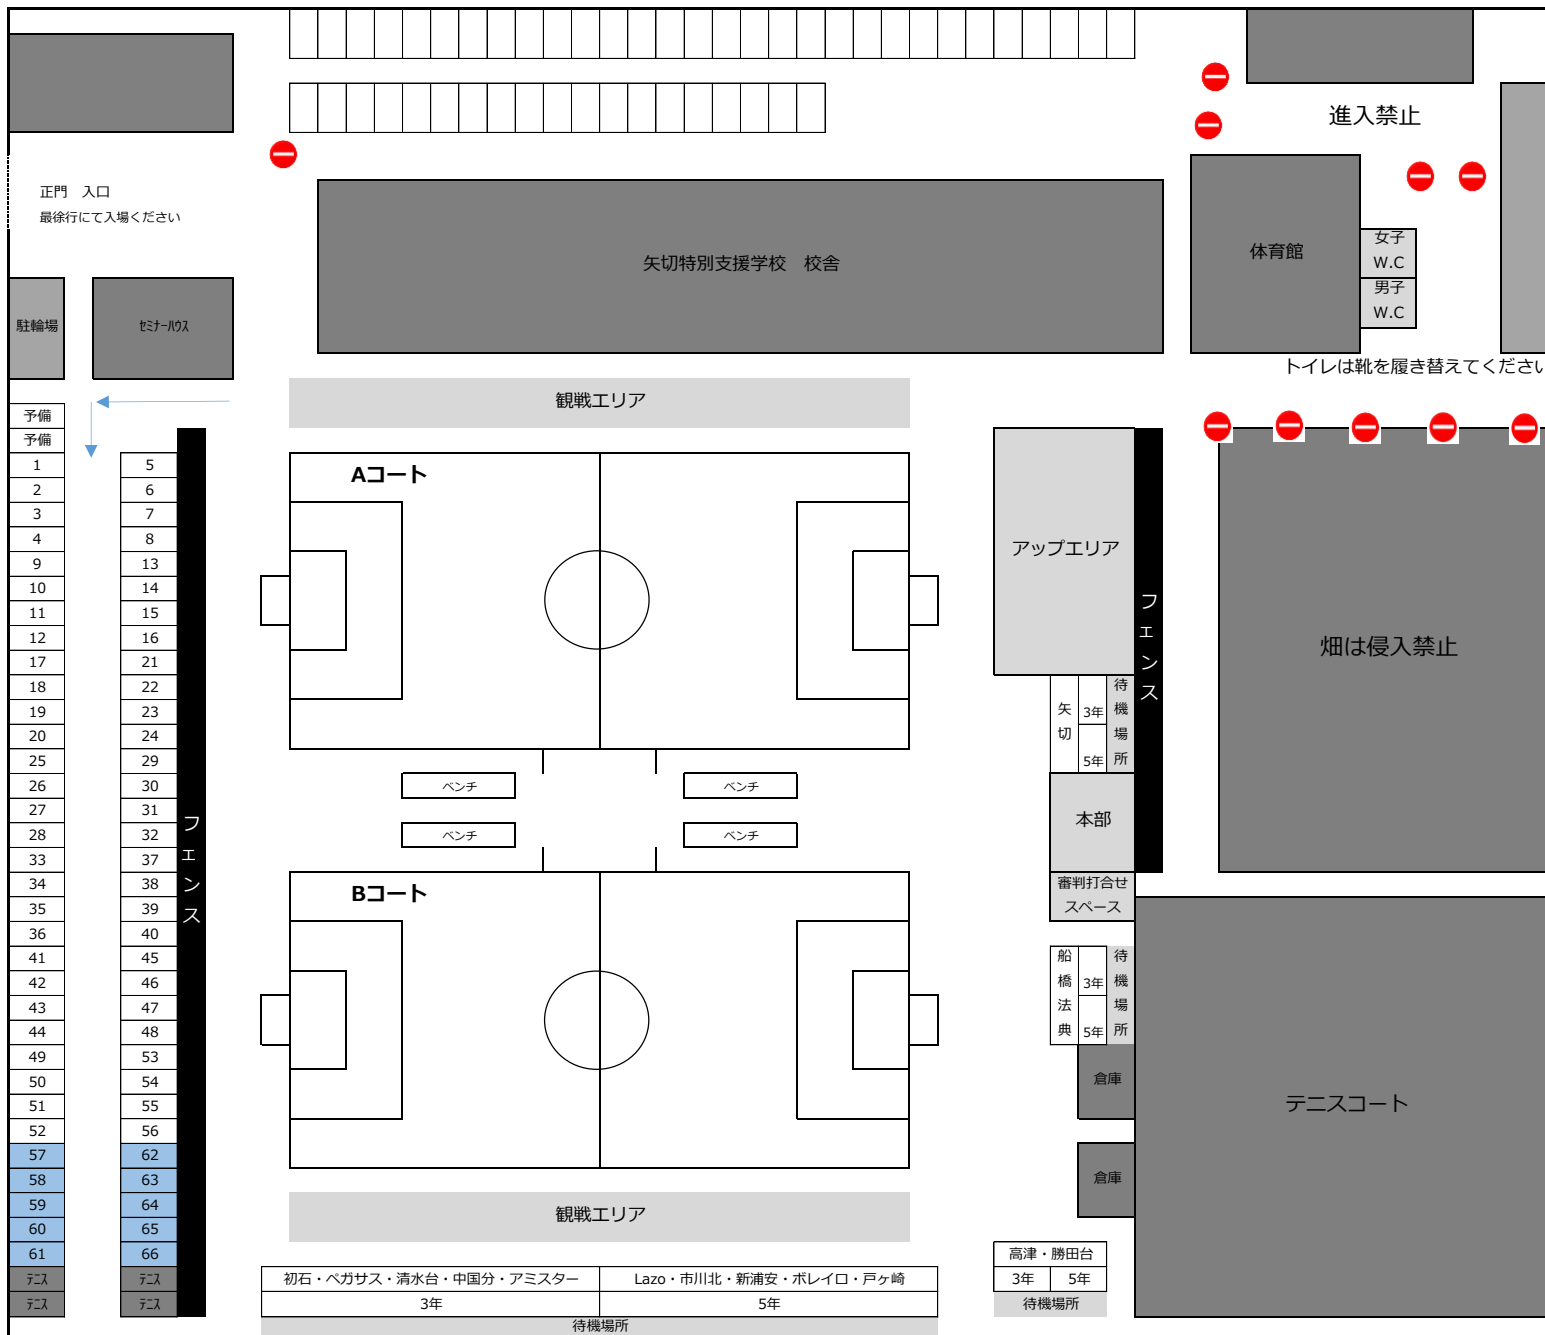 進入禁止
正門　入口
最徐行にて入場ください
矢切特別支援学校　校舎
体育館
女子
W.C
男子
W.C
駐輪場
ｾﾐﾅｰﾊｳｽ
トイレは靴を履き替えてください
観戦エリア
予備
予備
1 5
2 6
3 7
4 8
9 13
10 14
11 15
12 16
17 21
18 22
19 23
20 24
25 29
26 30
27 31
28 32
33 37
34 38
35 39
36 40
41 45
42 46
43 47
44 48
49 53
50 54
51 55
52 56
57 62
58 63
59 64
60 65
61 66
ﾃﾆｽ ﾃﾆｽ
ﾃﾆｽ ﾃﾆｽ
フェンス
Aコート
ベンチ ベンチ
ベンチ ベンチ
Bコート
観戦エリア
初石・ペガサス・清水台・中国分・アミスター
Lazo・市川北・新浦安・ボレイロ・戸ヶ崎
3年 5年
待機場所
アップエリア
フェンス
矢切
3年
5年
待機場所
本部
審判打合せ
スペース
船橋法典
3年
5年
待機場所
倉庫
倉庫
高津・勝田台
3年 5年
待機場所
畑は侵入禁止
テニスコート